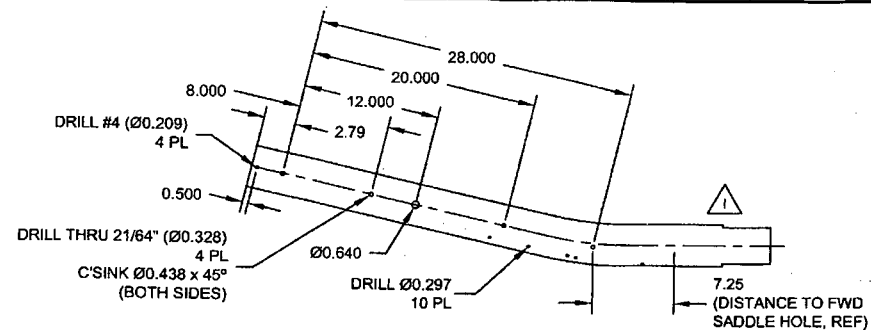 28.000
20.000
8.000
12.000
2.79
DRILL #4 (Ø0.209)
4 PL
0.500
DRILL THRU 21/64" (Ø0.328)
4 PL
C'SINK Ø0.438 x 45º
(BOTH SIDES)
Ø0.640
DRILL Ø0.297
10 PL
1
7.25
(DISTANCE TO FWD
SADDLE HOLE, REF)